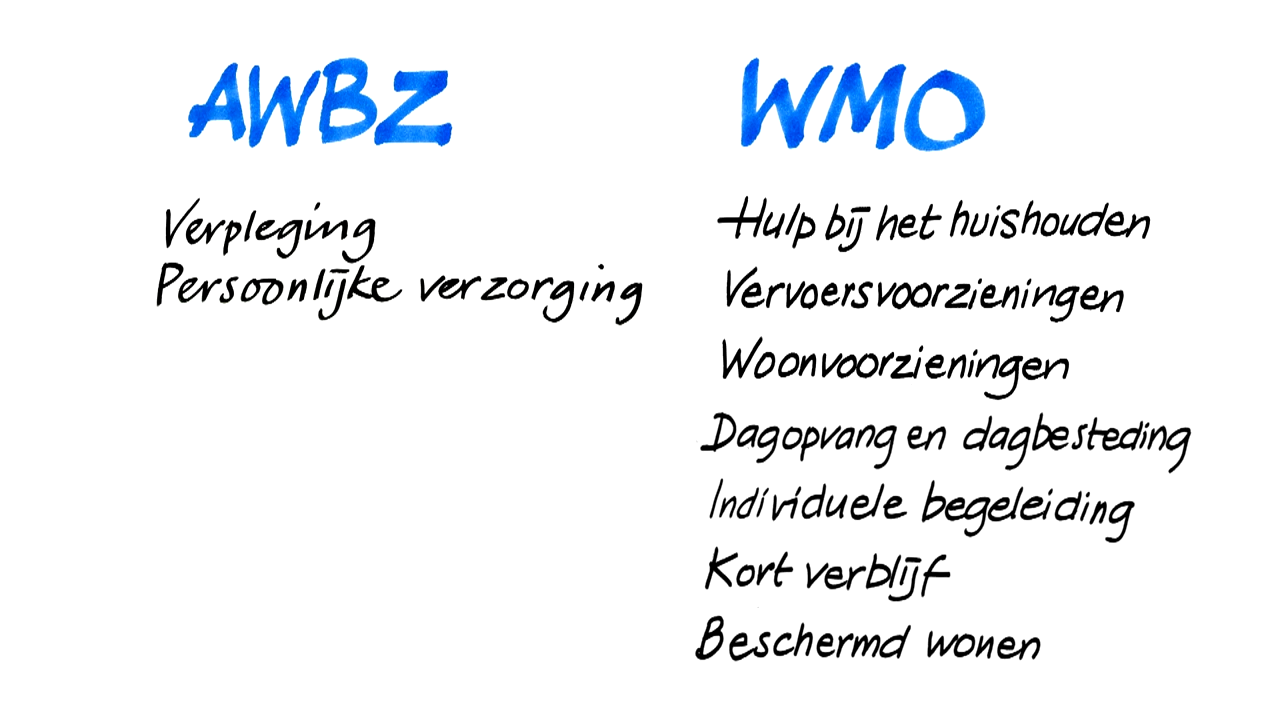 AWBZ
Verpleging
Persoonlijke verzorging
WMO
Hulp bij het huishouden
Vervoersvoorzieningen
Woonvoorzieningen
Dagopvang en dagbesteding
Individuele begeleiding
Kort verblijf
Beschermd wonen